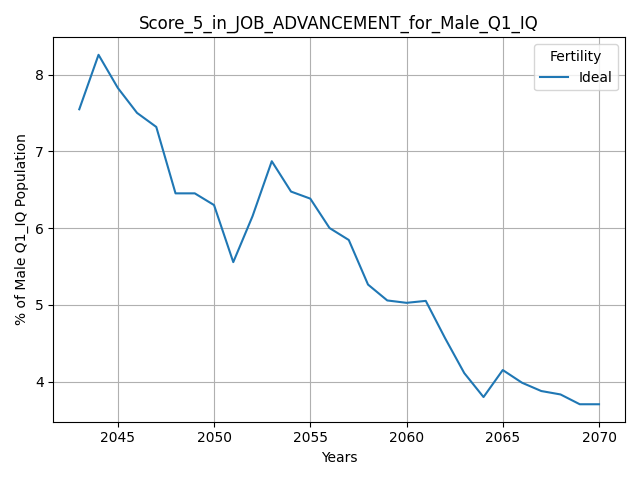 Score_5_in_JOB_ADVANCEMENT_for_Male_Q1_IQ
Fertility
Ideal
% of Male Q1_IQ Population
8
7
6
5
4
2045 2050 2055 2060 2065 2070
Years